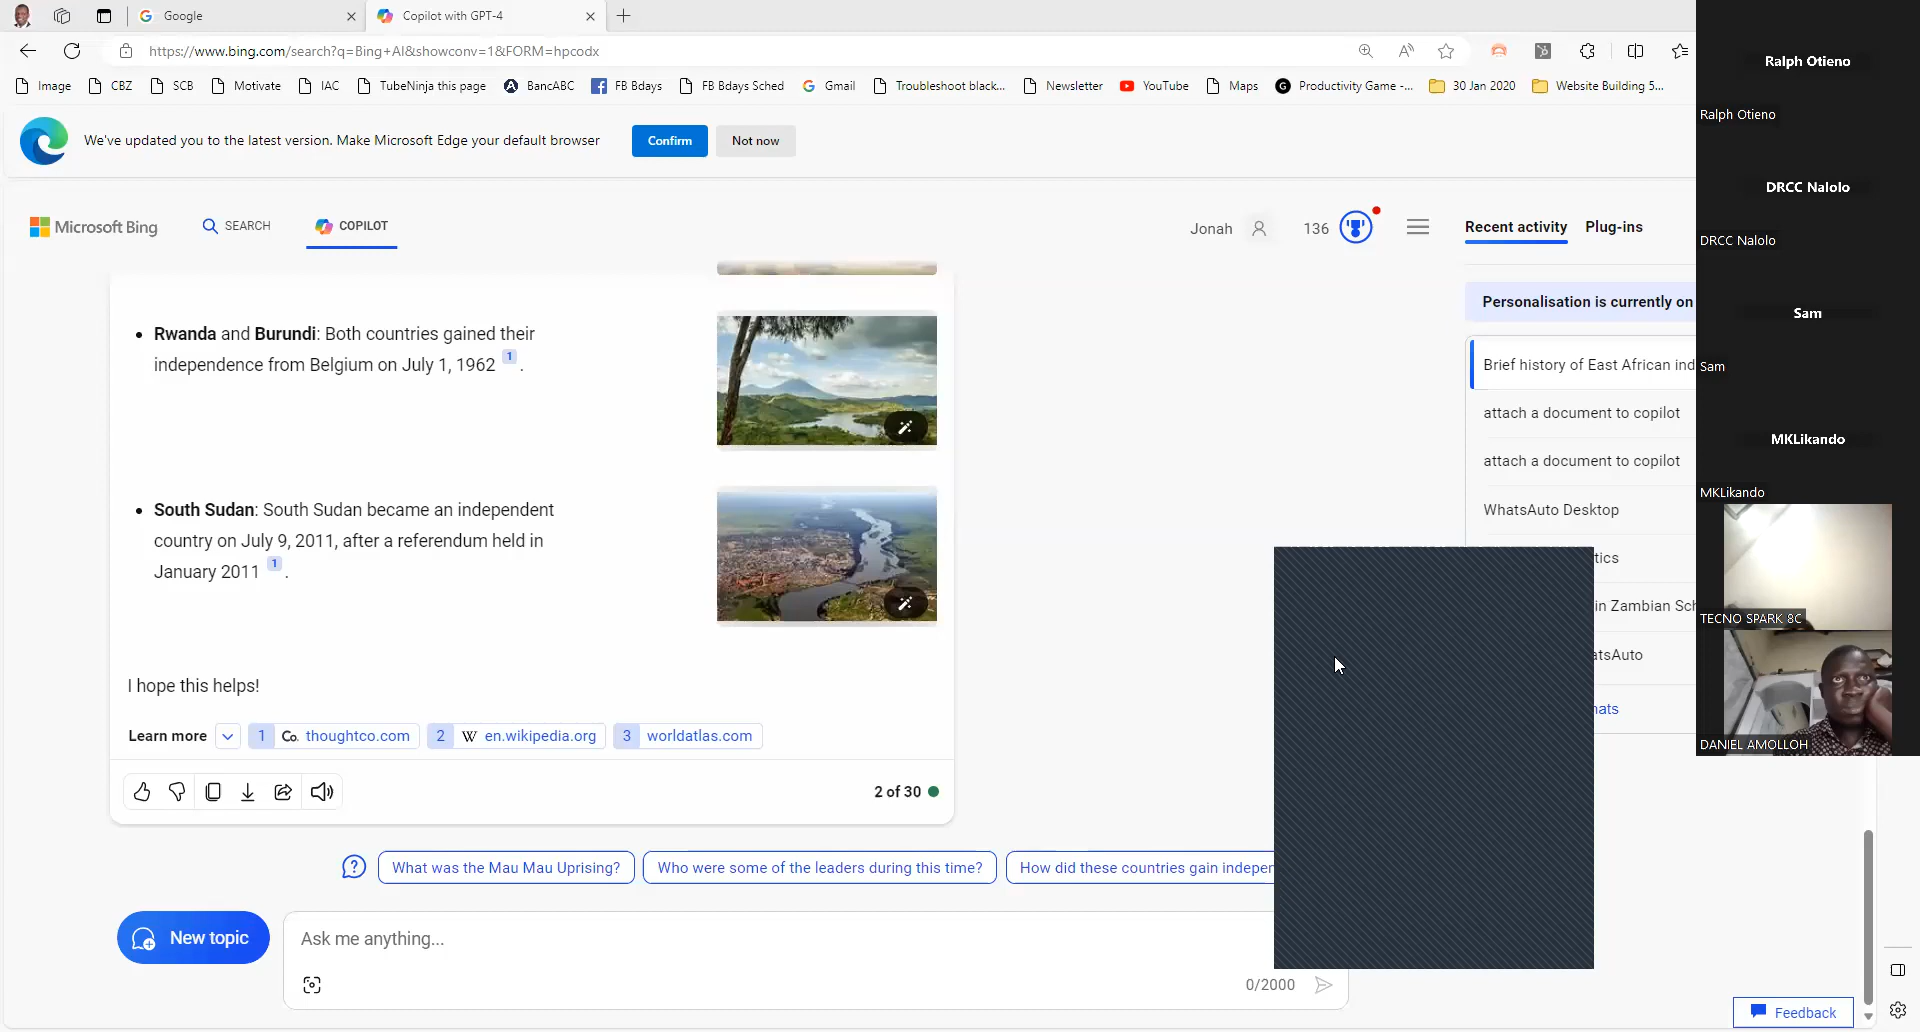 Google
Copilot with GPT-4
https://www.bing.com/search?q=Bing+AI&showconv=1&FORM=hpcodx
Image
CBZ
SCB
Motivate
IAC
TubeNinja this page
BancABC
FB Bdays
FB Bdays Sched
Gmail
Troubleshoot black...
Newsletter
YouTube
Maps
Productivity Game -...
30 Jan 2020
Website Building 5...
We've updated you to the latest version. Make Microsoft Edge your default browser
Confirm
Not now
Microsoft Bing
SEARCH
COPILOT
Jonah
136
Recent activity
Plug-ins
Rwanda and Burundi: Both countries gained their
independence from Belgium on July 1, 1962 1 .
South Sudan: South Sudan became an independent
country on July 9, 2011, after a referendum held in
January 2011 1 .
I hope this helps!
Learn more
1 Co. thoughtco.com
2 W en.wikipedia.org
3 worldatlas.com
2 of 30
What was the Mau Mau Uprising?
Who were some of the leaders during this time?
How did these countries gain indepen
New topic
Ask me anything...
0/2000
Personalisation is currently on
Brief history of East African ind
attach a document to copilot
attach a document to copilot
WhatsAuto Desktop
tics
in Zambian Sch
atsAuto
hats
Feedback
Ralph Otieno
Ralph Otieno
DRCC Nalolo
DRCC Nalolo
Sam
Sam
MKLikando
MKLikando
TECNO SPARK 8C
DANIEL AMOLLOH